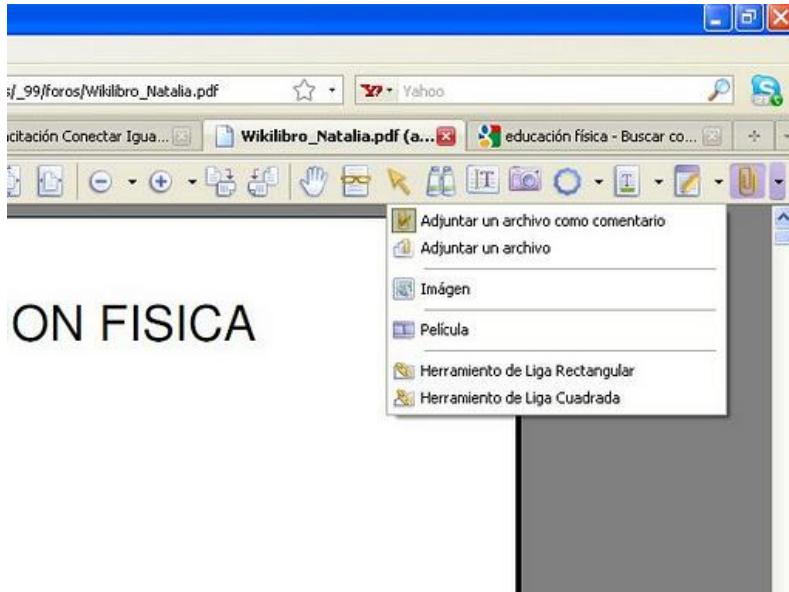 s/_99/foros/Wikilibro_Natalia.pdf Yahoo
acitación Conectar Igua... Wikilibro_Natalia.pdf (a... educación física - Buscar co...
Adjuntar un archivo como comentario
Adjuntar un archivo
ON FISICA
Imágen
Película
Herramiento de Liga Rectangular
Herramiento de Liga Cuadrada